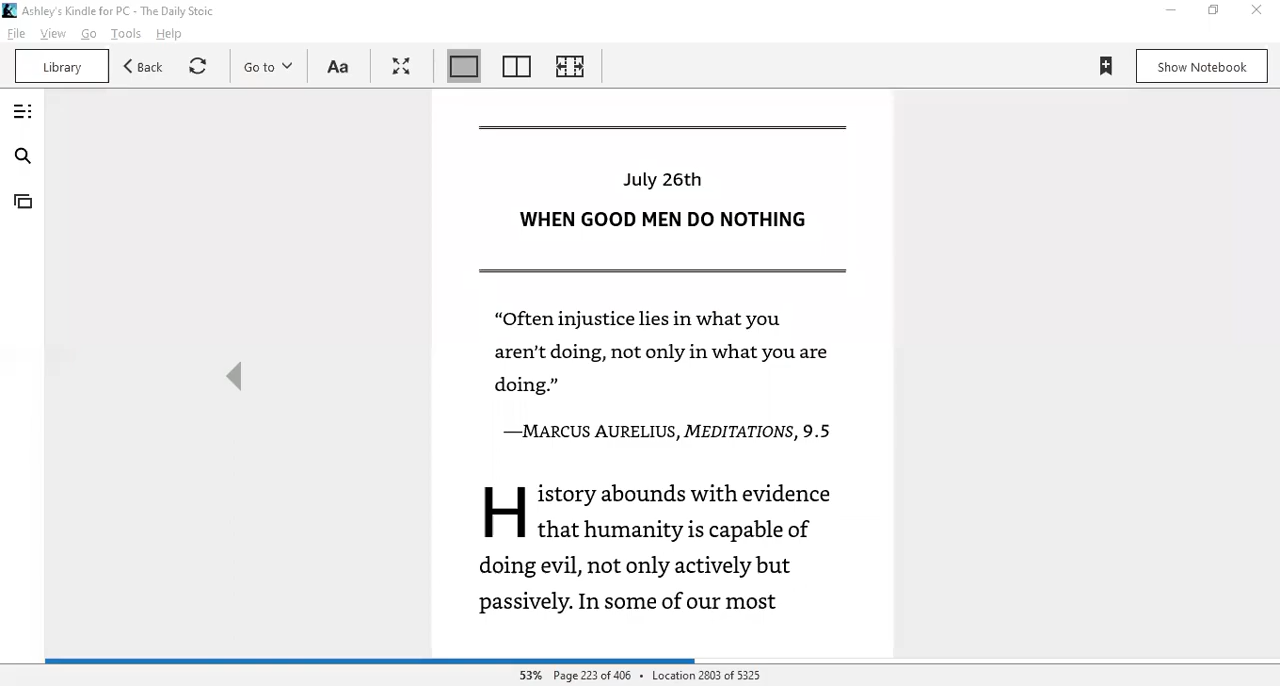 Ashley's Kindle for PC - The Daily Stoic
File View Go Tools Help
Library Back Go to Aa Show Notebook
July 26th
WHEN GOOD MEN DO NOTHING
“Often injustice lies in what you
aren’t doing, not only in what you are
doing.”
—MARCUS AURELIUS, MEDITATIONS, 9.5
History abounds with evidence
that humanity is capable of
doing evil, not only actively but
passively. In some of our most
53% Page 223 of 406 • Location 2803 of 5325